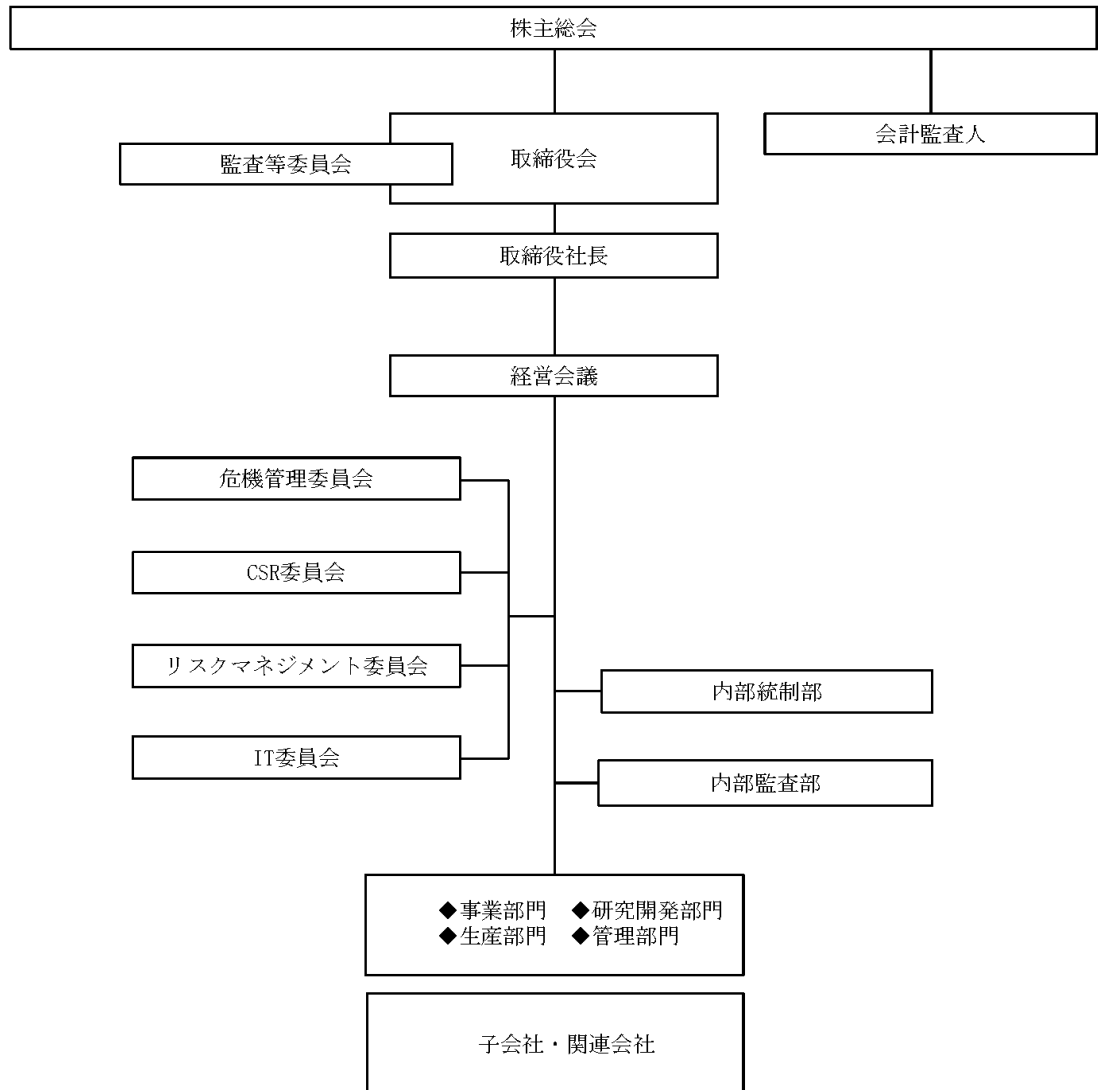 株主総会
会計監査人
監査等委員会
取締役会
取締役社長
経営会議
危機管理委員会
CSR委員会
リスクマネジメント委員会
内部統制部
IT委員会
内部監査部
◆事業部門 ◆研究開発部門
◆生産部門 ◆管理部門
子会社・関連会社